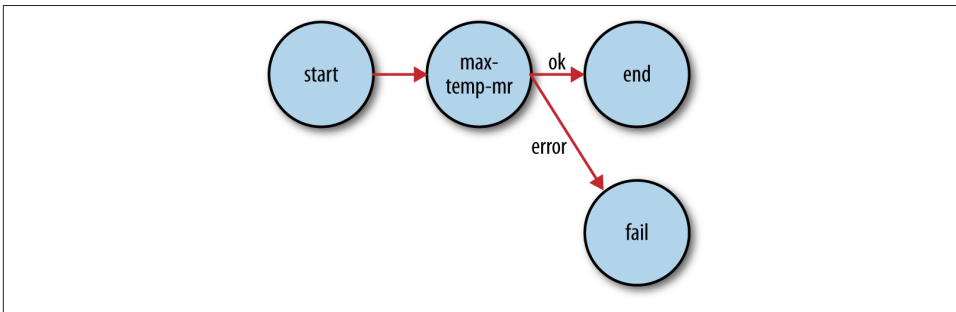 start
max-
temp-mr
ok
end
error
fail